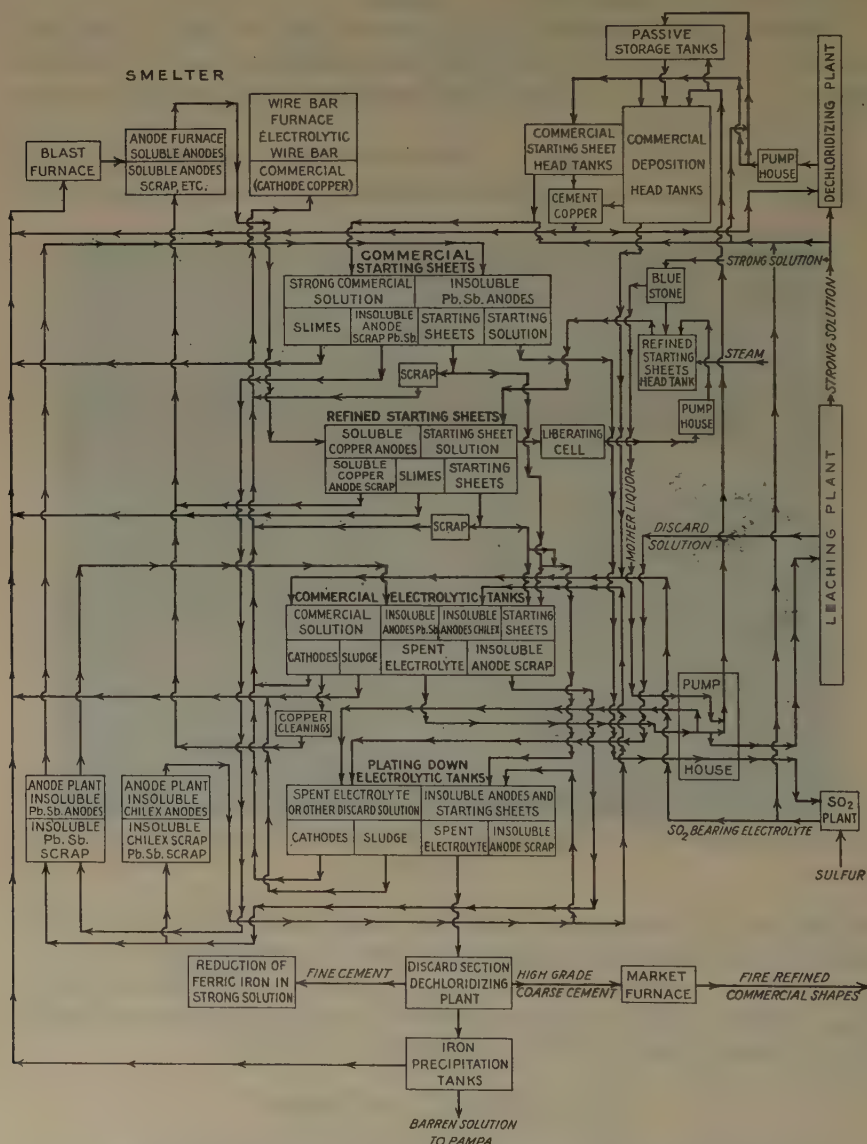 SMELTER
BLAST
FURNACE
ANODE FURNACE
SOLUBLE ANODES
SOLUBLE ANODES
SCRAP, ETC.
WIRE BAR
FURNACE
ELECTROLYTIC
WIRE BAR
COMMERCIAL
(CATHODE COPPER)
PASSIVE
STORAGE TANKS
COMMERCIAL
STARTING SHEET
HEAD TANKS
COMMERCIAL
DEPOSITION
HEAD TANKS
CEMENT
COPPER
PUMP
HOUSE
DECHLORIDIZING PLANT
STRONG SOLUTION
STRONG SOLUTION
BLUE
STONE
REFINED
STARTING
SHEETS
HEAD TANK
STEAM
PUMP
HOUSE
LEACHING PLANT
COMMERCIAL
STARTING SHEETS
STRONG COMMERCIAL
SOLUTION
INSOLUBLE
Pb. Sb. ANODES
SLIMES
INSOLUBLE
ANODE
SCRAP Pb.Sb.
STARTING
SHEETS
STARTING
SOLUTION
SCRAP
REFINED STARTING SHEETS
SOLUBLE
COPPER ANODES
STARTING SHEET
SOLUTION
SOLUBLE
COPPER
ANODE SCRAP
SLIMES
STARTING
SHEETS
LIBERATING
CELL
SCRAP
MOTHER LIQUOR
DISCARD
SOLUTION
COMMERCIAL ELECTROLYTIC TANKS
COMMERCIAL
SOLUTION
INSOLUBLE
ANODES Pb.Sb.
INSOLUBLE
ANODES CHILEX
STARTING
SHEETS
CATHODES
SLUDGE
SPENT
ELECTROLYTE
INSOLUBLE
ANODE SCRAP
COPPER
CLEANINGS
PUMP
HOUSE
PLATING DOWN
ELECTROLYTIC TANKS
SPENT ELECTROLYTE
OR OTHER DISCARD SOLUTION
INSOLUBLE ANODES AND
STARTING SHEETS
CATHODES
SLUDGE
SPENT
ELECTROLYTE
INSOLUBLE
ANODE SCRAP
ANODE PLANT
INSOLUBLE
Pb. Sb. ANODES
INSOLUBLE
Pb. Sb.
SCRAP
ANODE PLANT
INSOLUBLE
CHILEX ANODES
INSOLUBLE
CHILEX SCRAP
Pb. Sb. SCRAP
SO2
PLANT
SO2 BEARING ELECTROLYTE
SULFUR
REDUCTION OF
FERRIC IRON IN
STRONG SOLUTION
FINE CEMENT
DISCARD SECTION
DECHLORIDIZING
PLANT
HIGH GRADE
COARSE CEMENT
MARKET
FURNACE
FIRE REFINED
COMMERCIAL SHAPES
IRON
PRECIPITATION
TANKS
BARREN SOLUTION
TO PAMPA